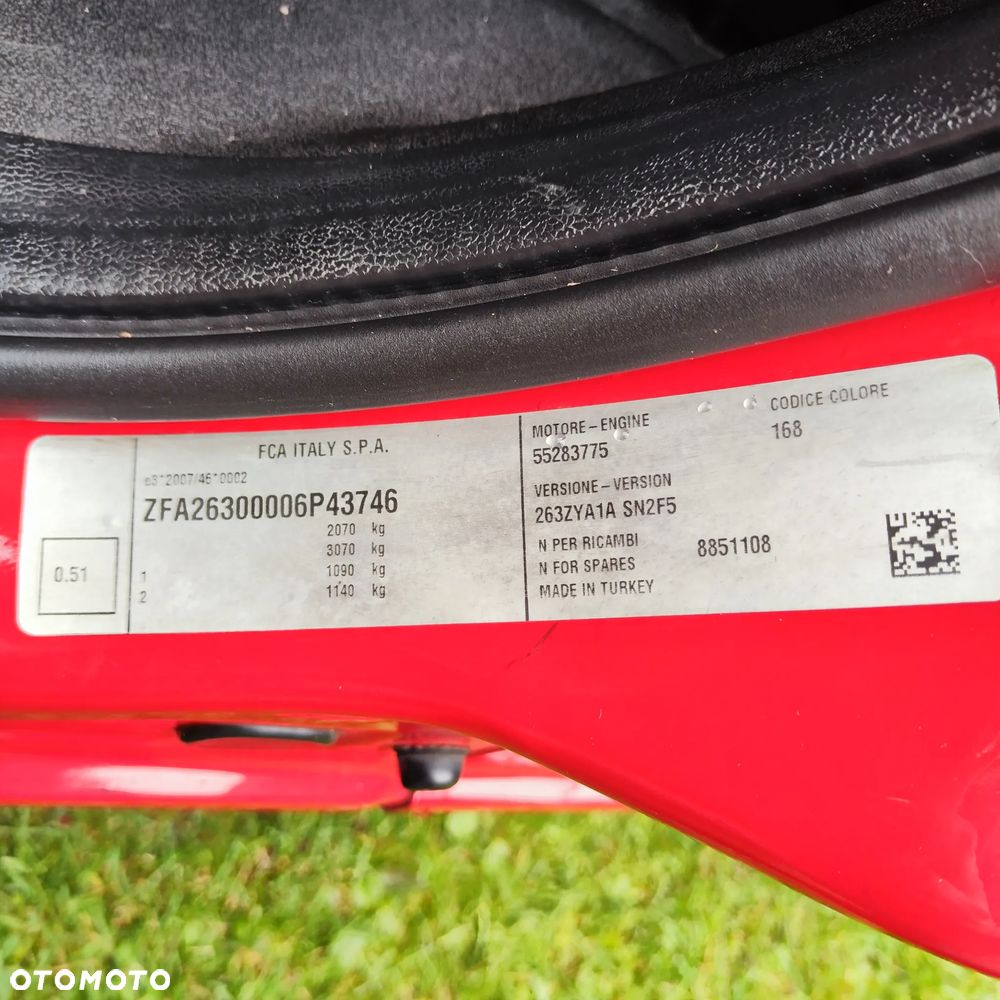 FCA ITALY S.P.A.
e3*2007/46*0002
ZFA26300006P43746
2070 kg
3070 kg
1 1090 kg
2 1140 kg
0.51
MOTORE-ENGINE
55283775
VERSIONE-VERSION
263ZYA1A SN2F5
N PER RICAMBI
N FOR SPARES
8851108
MADE IN TURKEY
CODICE COLORE
168
OTOMOTO